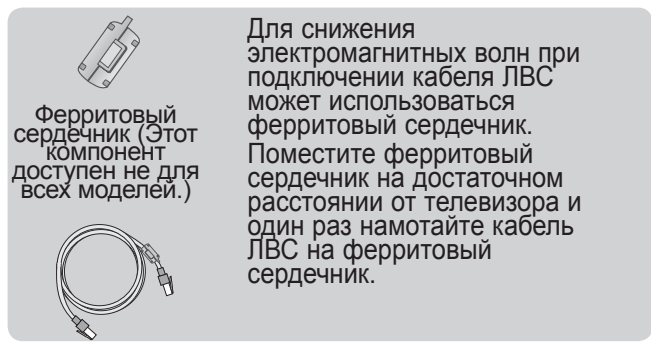 Ферритовый
сердечник (Этот
компонент
доступен не для
всех моделей.)
Для снижения
электромагнитных волн при
подключении кабеля ЛВС
может использоваться
ферритовый сердечник.
Поместите ферритовый
сердечник на достаточном
расстоянии от телевизора и
один раз намотайте кабель
ЛВС на ферритовый
сердечник.